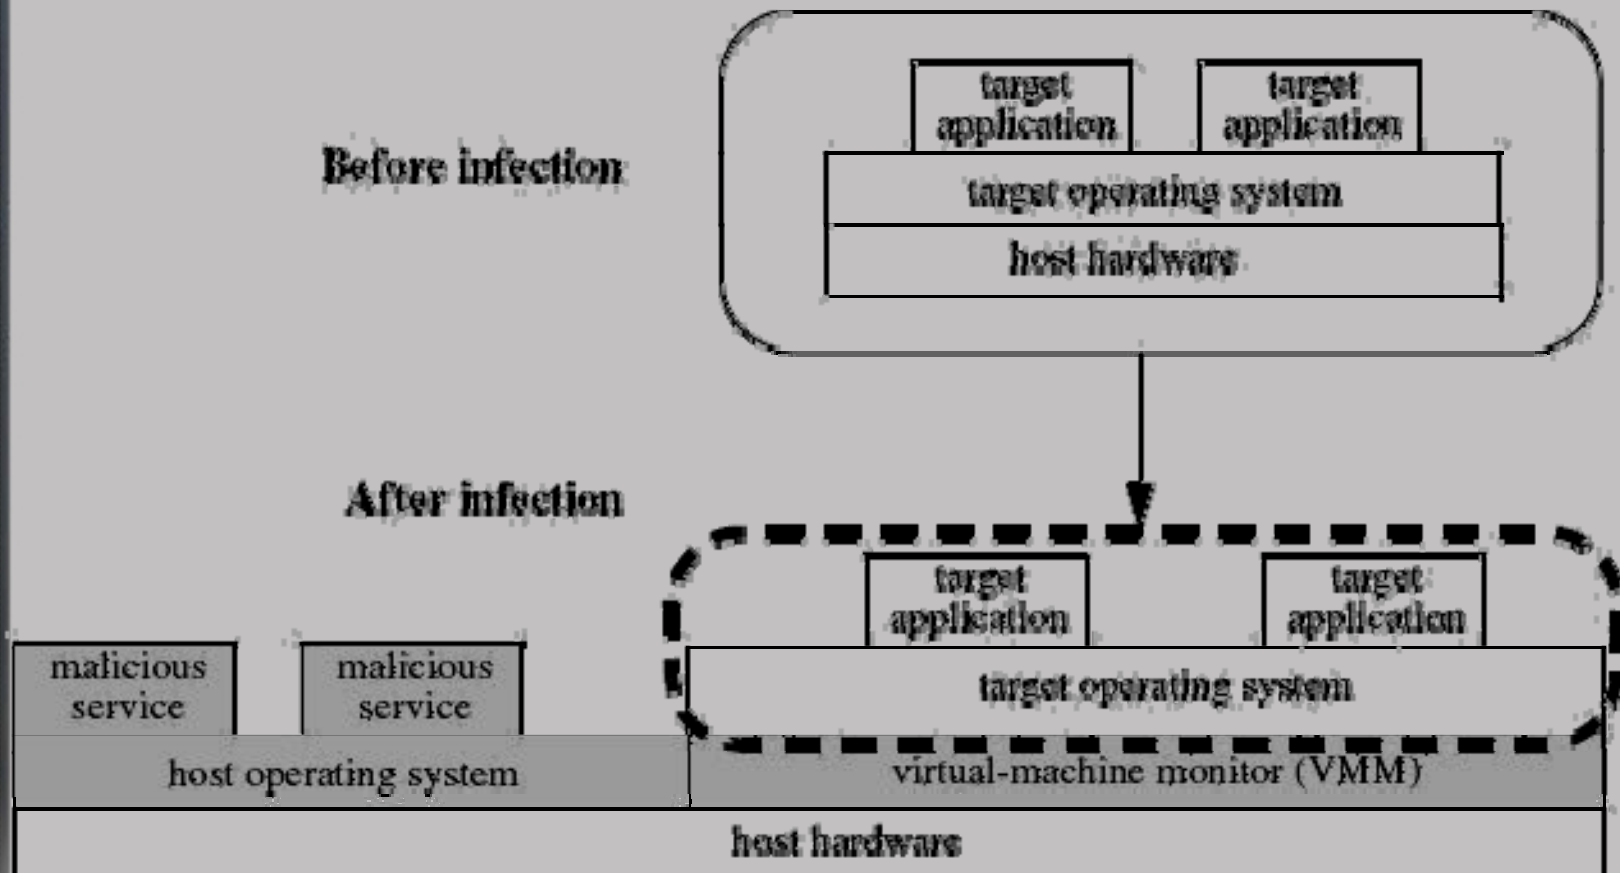 target
application
target
application
Before infection
target operating system
host hardware
After infection
target
application
target
application
malicious
service
malicious
service
target operating system
host operating system
virtual-machine monitor (VMM)
host hardware